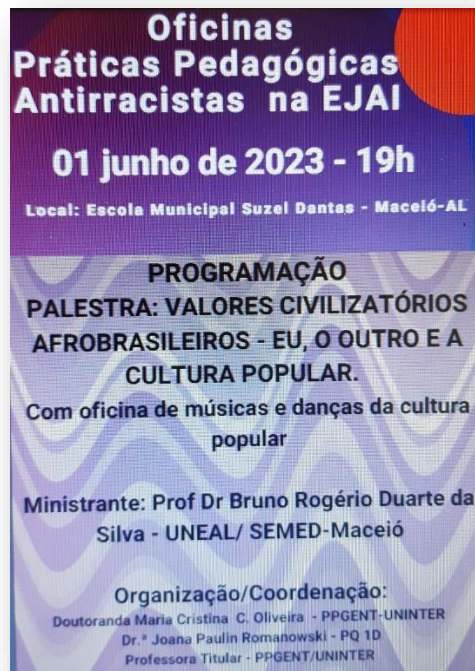 Oficinas
Práticas Pedagógicas
Antirracistas na EJAI
01 junho de 2023 - 19h
Local: Escola Municipal Suzel Dantas - Maceió-AL
PROGRAMAÇÃO
PALESTRA: VALORES CIVILIZATÓRIOS
AFROBRASILEIROS - EU, O OUTRO E A
CULTURA POPULAR.
Com oficina de músicas e danças da cultura
popular
Ministrante: Prof Dr Bruno Rogério Duarte da
Silva - UNEAL/ SEMED-Maceió
Organização/Coordenação:
Doutoranda Maria Cristina C. Oliveira - PPGENT-UNINTER
Dr.ª Joana Paulin Romanowski - PQ 1D
Professora Titular - PPGENT/UNINTER